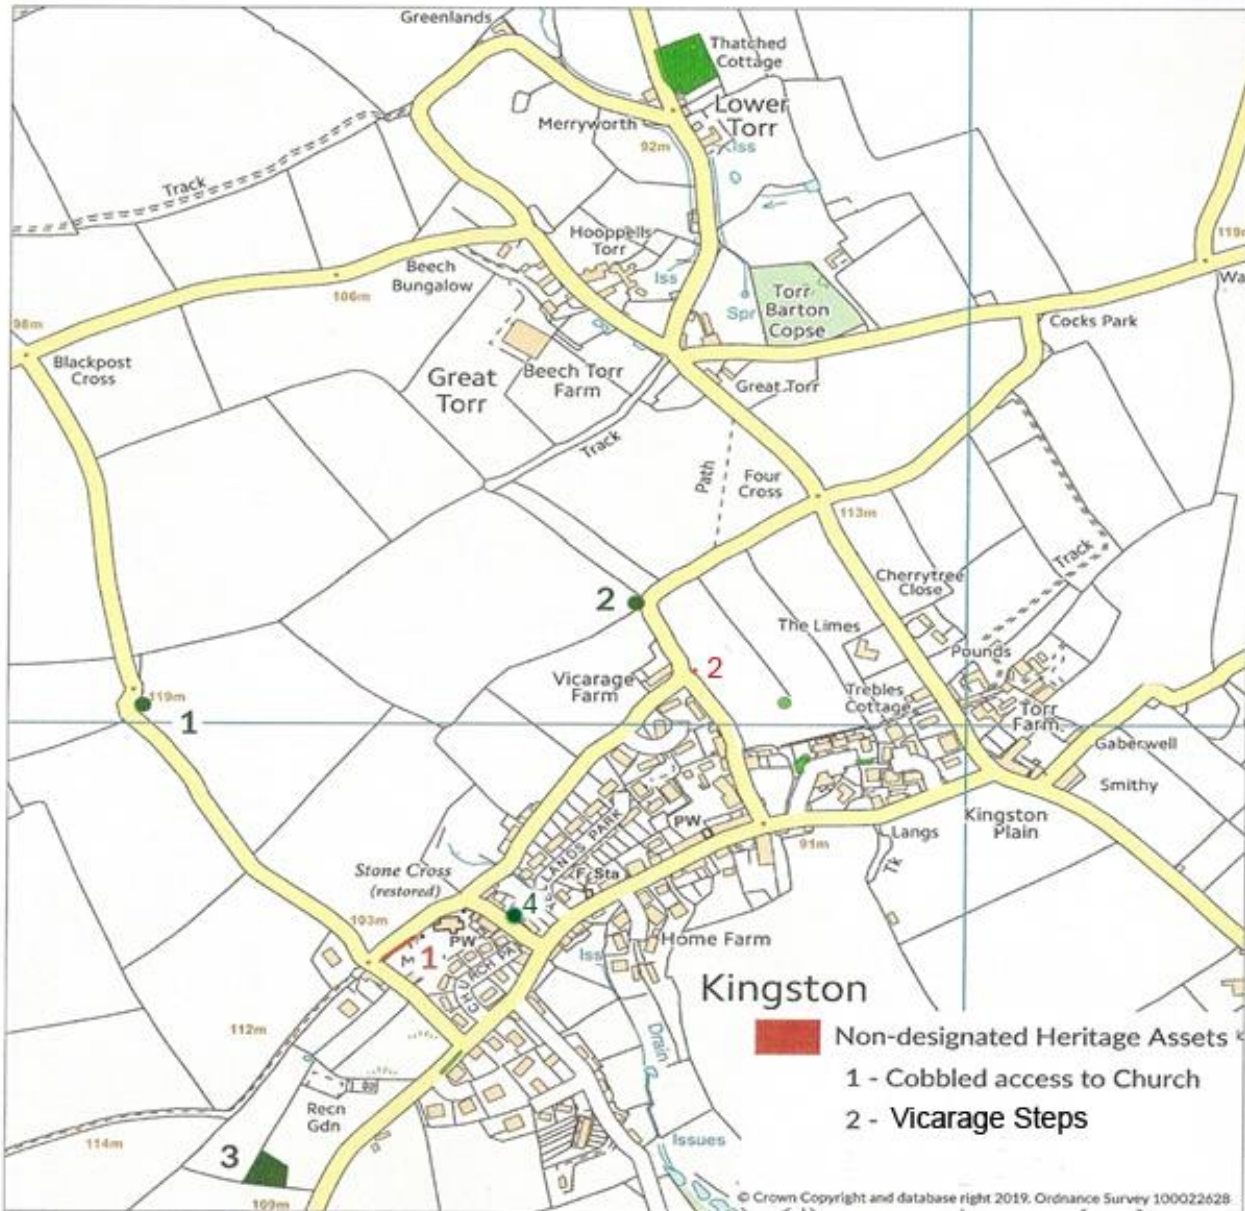 Greenlands
Thatched
Cottage
Lower
Torr
Merryworth
92m
Iss
Track
Hooppells
Torr
Beech
Bungalow
Iss
Torr
Barton
Copse
Spr
119m
Wa
106m
98m
Cocks Park
Blackpost
Cross
Great
Torr
Beech Torr
Farm
Great Torr
Track
Path
Four
Cross
113m
Track
Cherrytree
Close
2
The Limes
Pounds
Vicarage
Farm
2
Trebles
Cottage
Torr
Farm
119m
1
Gaberwell
Smithy
Kingston
Plain
PW
91m
Langs
Tk
Stone Cross
(restored)
LANDS PARK
F Sta
4
103m
PW
1
M
CHURCH PA
Iss
Home Farm
Kingston
112m
Drain
Recn
Gdn
114m
3
109m
Issues
Non-designated Heritage Assets
1 - Cobbled access to Church
2 - Vicarage Steps
© Crown Copyright and database right 2019. Ordnance Survey 100022628